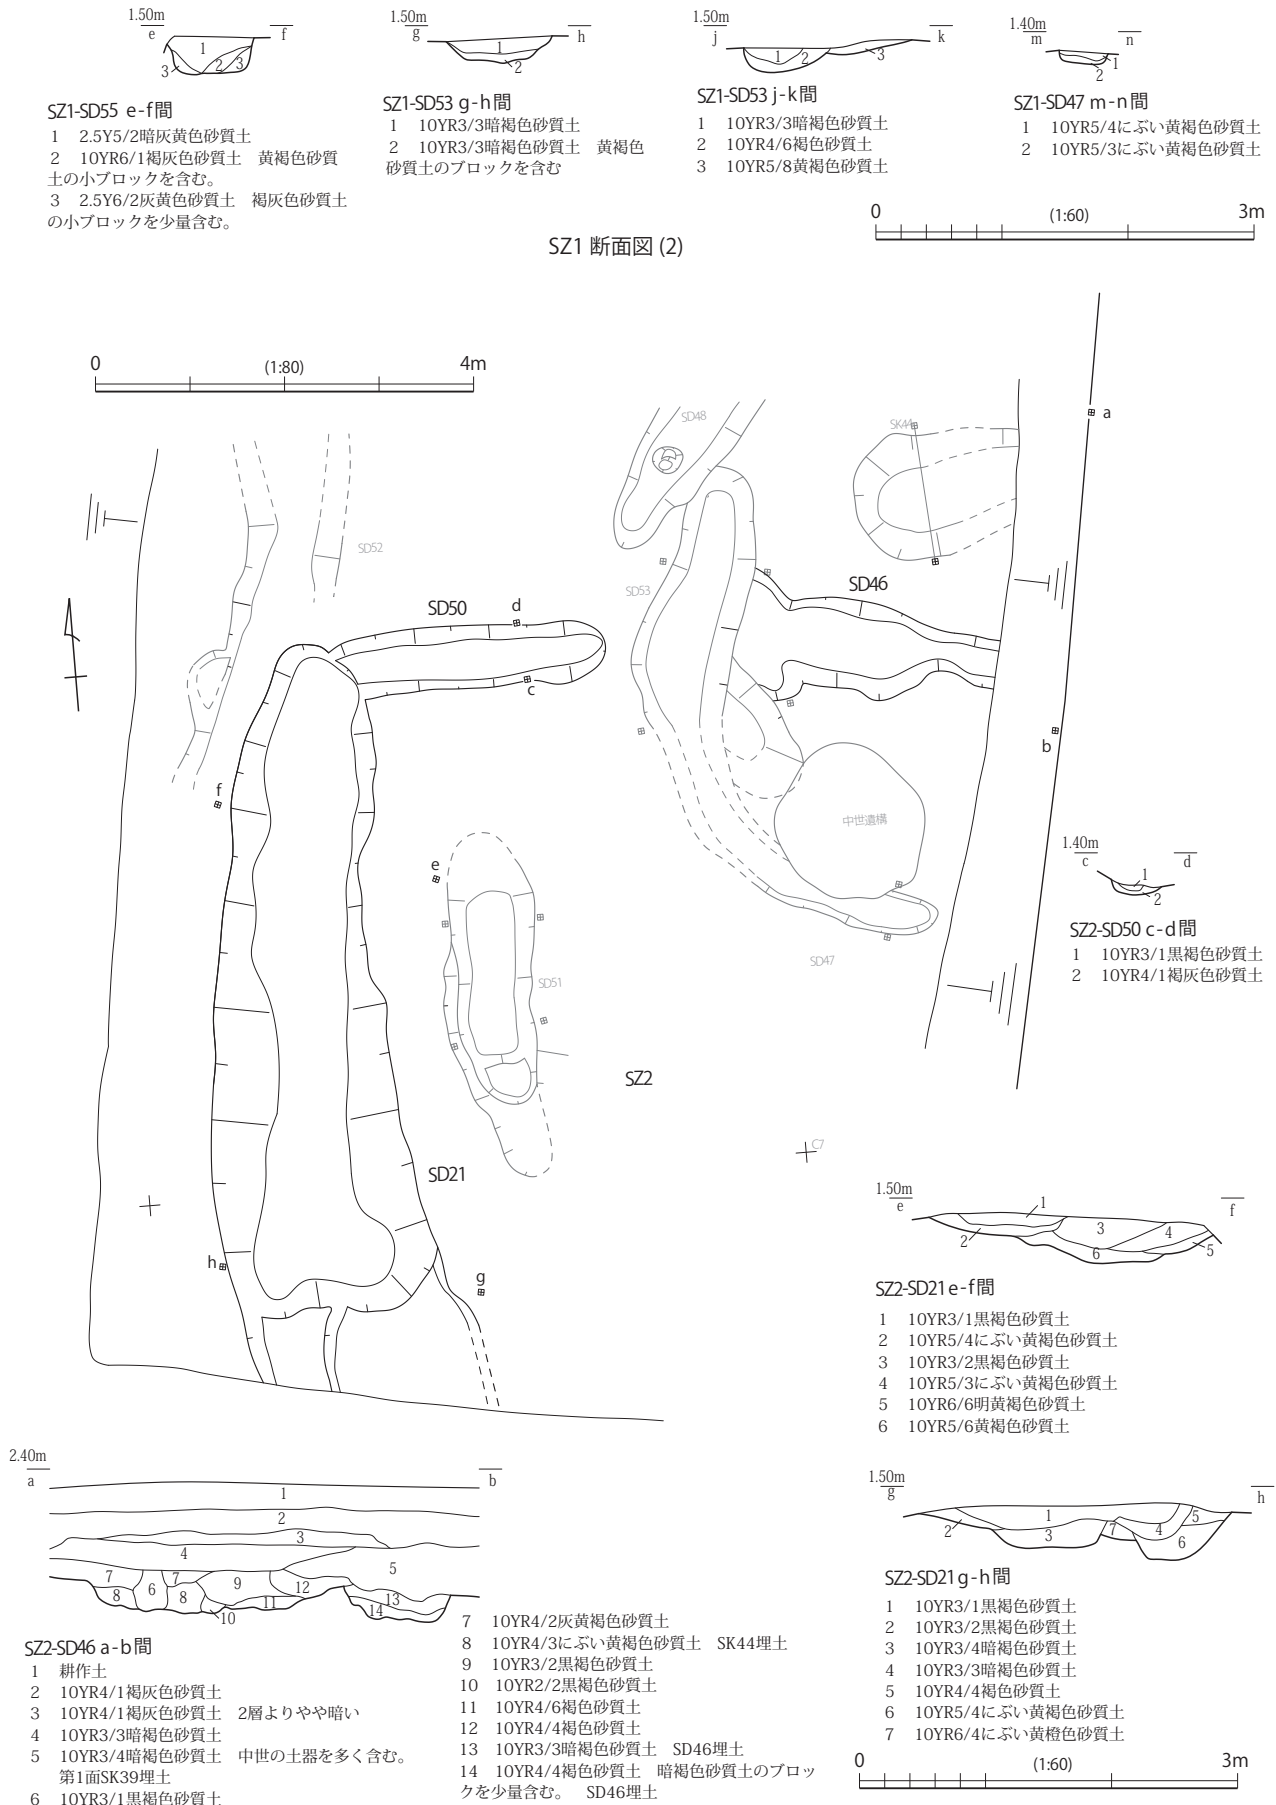 1.50m
e f
1
2
3
3
SZ1-SD55 e-f間
1 2.5Y5/2暗灰黄色砂質土
2 10YR6/1褐灰色砂質土 黄褐色砂質
土の小ブロックを含む。
3 2.5Y6/2灰黄色砂質土 褐灰色砂質土
の小ブロックを少量含む。
1.50m
g h
1
2
SZ1-SD53 g-h間
1 10YR3/3暗褐色砂質土
2 10YR3/3暗褐色砂質土 黄褐色
砂質土のブロックを含む
1.50m
j k
1 2
3
SZ1-SD53 j-k間
1 10YR3/3暗褐色砂質土
2 10YR4/6褐色砂質土
3 10YR5/8黄褐色砂質土
1.40m
m n
1
2
SZ1-SD47 m-n間
1 10YR5/4にぶい黄褐色砂質土
2 10YR5/3にぶい黄褐色砂質土
0 (1:60) 3m
SZ1 断面図 (2)
0 (1:80) 4m
SD48
SK44
a
SD52
SD53
SD46
SD50
d
c
b
f
e
中世遺構
SD51
SD47
SZ2
C7
SD21
h
g
1.40m
c d
1
2
SZ2-SD50 c-d間
1 10YR3/1黒褐色砂質土
2 10YR4/1褐灰色砂質土
1.50m
e f
1
2
3
4
5
6
SZ2-SD21 e-f間
1 10YR3/1黒褐色砂質土
2 10YR5/4にぶい黄褐色砂質土
3 10YR3/2黒褐色砂質土
4 10YR5/3にぶい黄褐色砂質土
5 10YR6/6明黄褐色砂質土
6 10YR5/6黄褐色砂質土
2.40m
a b
1
2
3
4
5
7 6 7 9 12
8 8 10 11 13
14
SZ2-SD46 a-b間
1 耕作土
2 10YR4/1褐灰色砂質土
3 10YR4/1褐灰色砂質土 2層よりやや暗い
4 10YR3/3暗褐色砂質土
5 10YR3/4暗褐色砂質土 中世の土器を多く含む。
第1面SK39埋土
6 10YR3/1黒褐色砂質土
7 10YR4/2灰黄褐色砂質土
8 10YR4/3にぶい黄褐色砂質土 SK44埋土
9 10YR3/2黒褐色砂質土
10 10YR2/2黒褐色砂質土
11 10YR4/6褐色砂質土
12 10YR4/4褐色砂質土
13 10YR3/3暗褐色砂質土 SD46埋土
14 10YR4/4褐色砂質土 暗褐色砂質土のブロッ
クを少量含む。 SD46埋土
1.50m
g h
1
2 3 7 4 5 6
SZ2-SD21 g-h間
1 10YR3/1黒褐色砂質土
2 10YR3/2黒褐色砂質土
3 10YR3/4暗褐色砂質土
4 10YR3/3暗褐色砂質土
5 10YR4/4褐色砂質土
6 10YR5/4にぶい黄褐色砂質土
7 10YR6/4にぶい黄橙色砂質土
0 (1:60) 3m